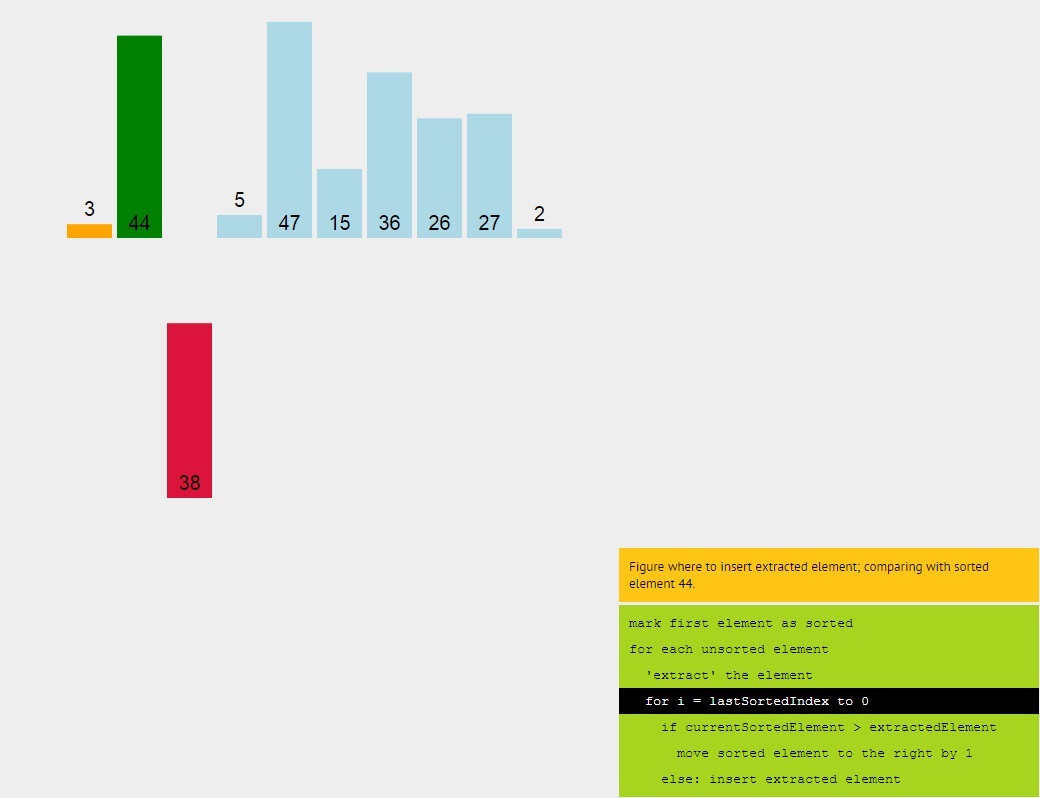 3
44
5
47
15
36
26
27
2
38
Figure where to insert extracted element; comparing with sorted
element 44.
mark first element as sorted
for each unsorted element
'extract' the element
for i = lastSortedIndex to 0
if currentSortedElement > extractedElement
move sorted element to the right by 1
else: insert extracted element